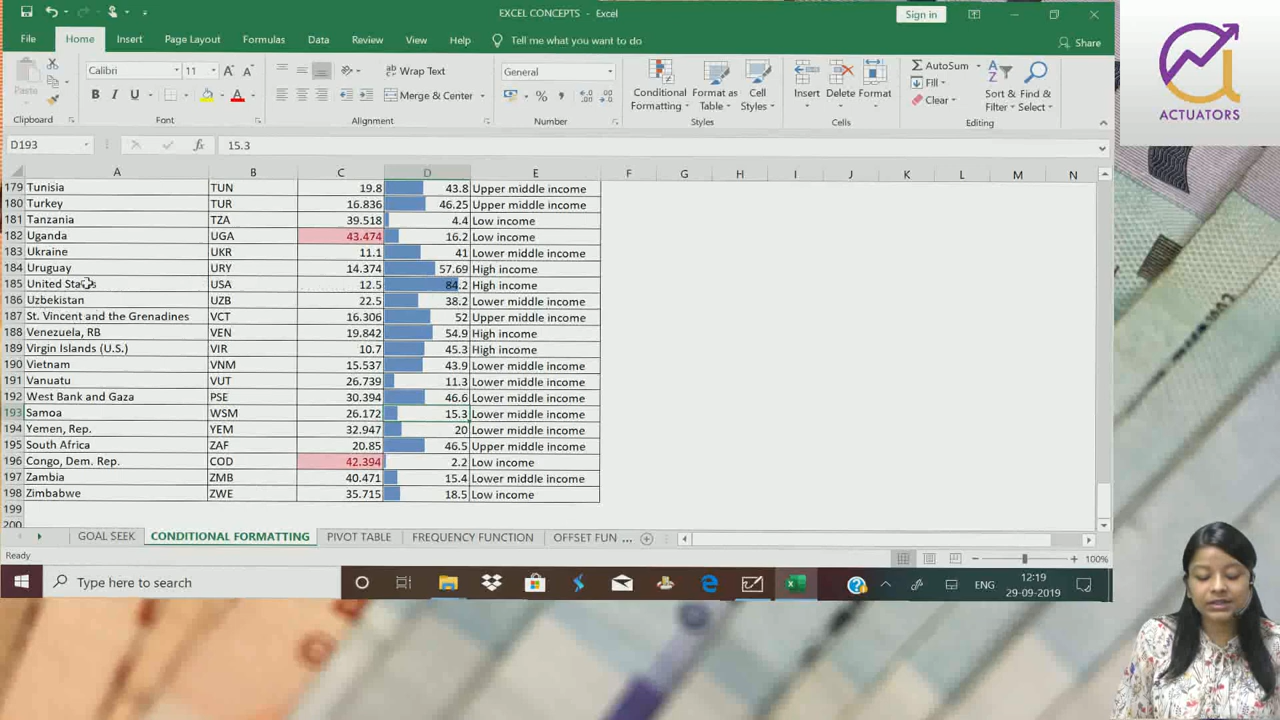 EXCEL CONCEPTS - Excel
Sign in
File Home Insert Page Layout Formulas Data Review View Help Tell me what you want to do Share
Paste
Calibri 11
Wrap Text
General
Merge & Center
Conditional Formatting Format as Table Cell Styles
Insert Delete Format
AutoSum
Fill
Clear
Sort & Filter Find & Select
Clipboard Font Alignment Number Styles Cells Editing
D193 fx 15.3
A B C D E F G H I J K L M N
179 Tunisia TUN 19.8 43.8 Upper middle income
180 Turkey TUR 16.836 46.25 Upper middle income
181 Tanzania TZA 39.518 4.4 Low income
182 Uganda UGA 43.474 16.2 Low income
183 Ukraine UKR 11.1 41 Lower middle income
184 Uruguay URY 14.374 57.69 High income
185 United States USA 12.5 84.2 High income
186 Uzbekistan UZB 22.5 38.2 Lower middle income
187 St. Vincent and the Grenadines VCT 16.306 52 Upper middle income
188 Venezuela, RB VEN 19.842 54.9 High income
189 Virgin Islands (U.S.) VIR 10.7 45.3 High income
190 Vietnam VNM 15.537 43.9 Lower middle income
191 Vanuatu VUT 26.739 11.3 Lower middle income
192 West Bank and Gaza PSE 30.394 46.6 Lower middle income
193 Samoa WSM 26.172 15.3 Lower middle income
194 Yemen, Rep. YEM 32.947 20 Lower middle income
195 South Africa ZAF 20.85 46.5 Upper middle income
196 Congo, Dem. Rep. COD 42.394 2.2 Low income
197 Zambia ZMB 40.471 15.4 Lower middle income
198 Zimbabwe ZWE 35.715 18.5 Low income
199
200
GOAL SEEK CONDITIONAL FORMATTING PIVOT TABLE FREQUENCY FUNCTION OFFSET FUN ...
Ready 100%
Type here to search
ENG
12:19
29-09-2019
ACTUATORS